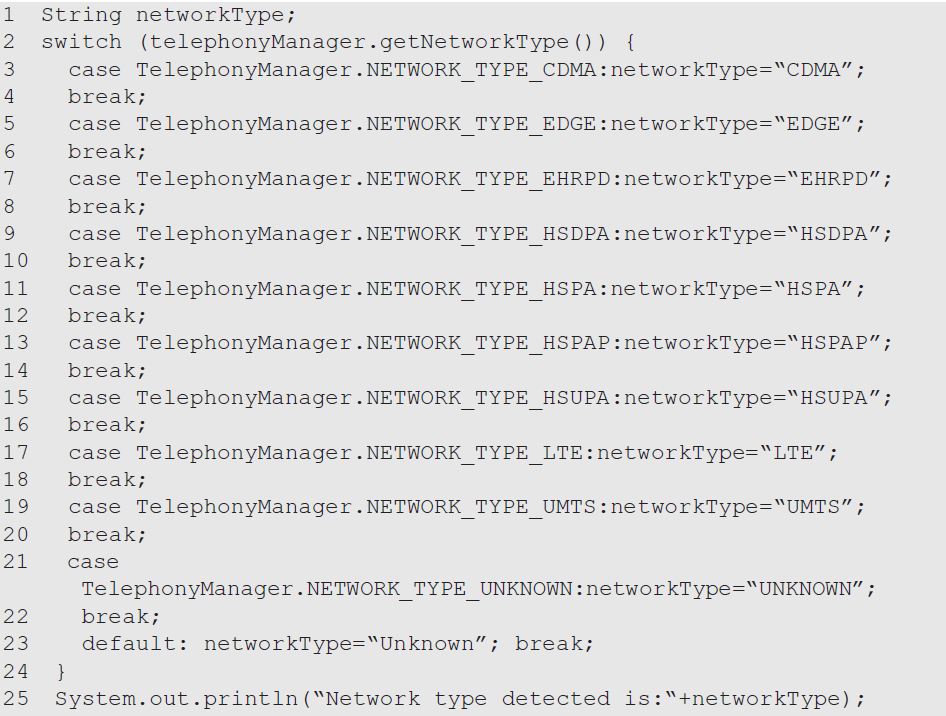 1 String networkType;
2 switch (telephonyManager.getNetworkType()) {
3 case TelephonyManager.NETWORK_TYPE_CDMA:networkType=“CDMA”;
4 break;
5 case TelephonyManager.NETWORK_TYPE_EDGE:networkType=“EDGE”;
6 break;
7 case TelephonyManager.NETWORK_TYPE_EHRPD:networkType=“EHRPD”;
8 break;
9 case TelephonyManager.NETWORK_TYPE_HSDPA:networkType=“HSDPA”;
10 break;
11 case TelephonyManager.NETWORK_TYPE_HSPA:networkType=“HSPA”;
12 break;
13 case TelephonyManager.NETWORK_TYPE_HSPAP:networkType=“HSPAP”;
14 break;
15 case TelephonyManager.NETWORK_TYPE_HSUPA:networkType=“HSUPA”;
16 break;
17 case TelephonyManager.NETWORK_TYPE_LTE:networkType=“LTE”;
18 break;
19 case TelephonyManager.NETWORK_TYPE_UMTS:networkType=“UMTS”;
20 break;
21 case
TelephonyManager.NETWORK_TYPE_UNKNOWN:networkType=“UNKNOWN”;
22 break;
23 default: networkType=“Unknown”; break;
24 }
25 System.out.println(“Network type detected is:“+networkType);